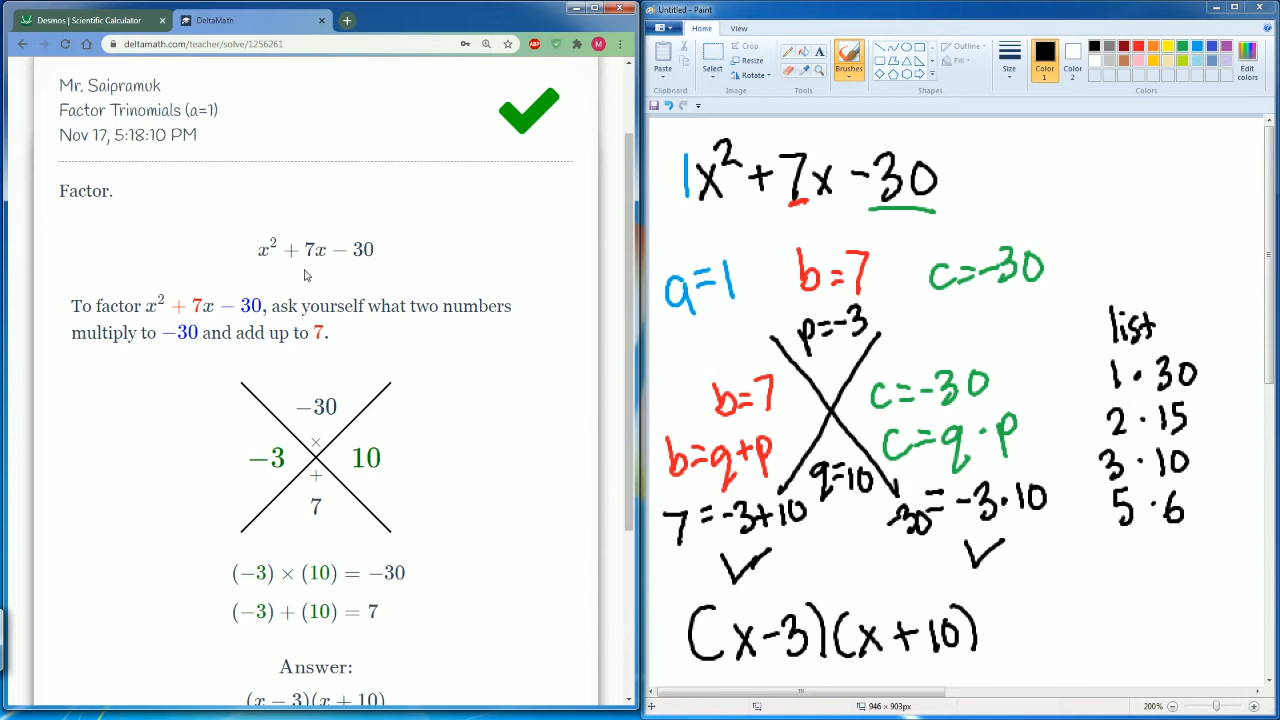 Desmos | Scientific Calculator
DeltaMath
deltamath.com/teacher/solve/1256261
ABP
M
Mr. Saipramuk
Factor Trinomials (a=1)
Nov 17, 5:18:10 PM
Factor.
x² + 7x − 30
To factor x² + 7x − 30, ask yourself what two numbers
multiply to −30 and add up to 7.
−30
×
−3 10
+
7
(−3) × (10) = −30
(−3) + (10) = 7
Answer:
(x − 3)(x + 10)
Untitled - Paint
Home View
Paste
Clipboard
Select
Crop
Resize
Rotate
Image
A
Tools
Brushes
Outline
Fill
Shapes
Size
Color 1
Color 2
Edit colors
Colors
1x² + 7x − 30
a=1 b=7 c=-30
p=-3
b=7 c=-30
b=q+p c=q·p
q=10
7=-3+10 -30=-3·10
(x-3)(x+10)
list
1·30
2·15
3·10
5·6
946 × 903px
200%